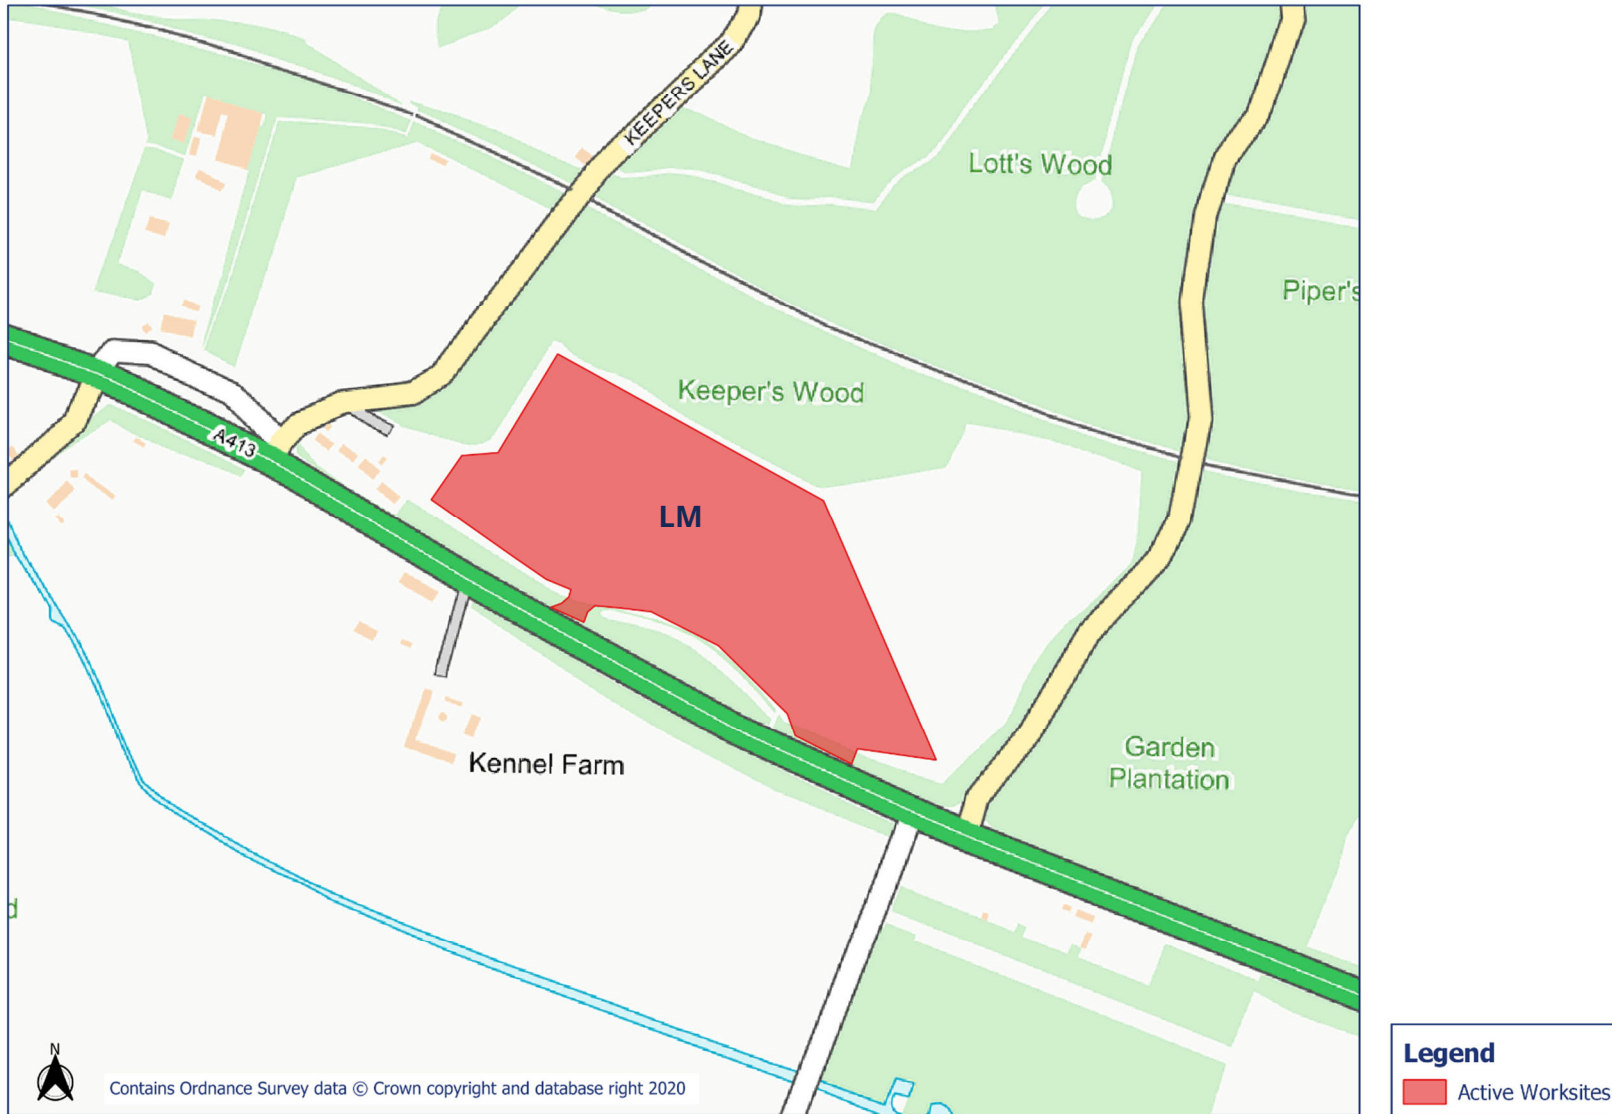 KEEPERS LANE
Lott's Wood
Piper's
Keeper's Wood
A413
LM
Kennel Farm
Garden
Plantation
d
N
Contains Ordnance Survey data © Crown copyright and database right 2020
Legend
Active Worksites